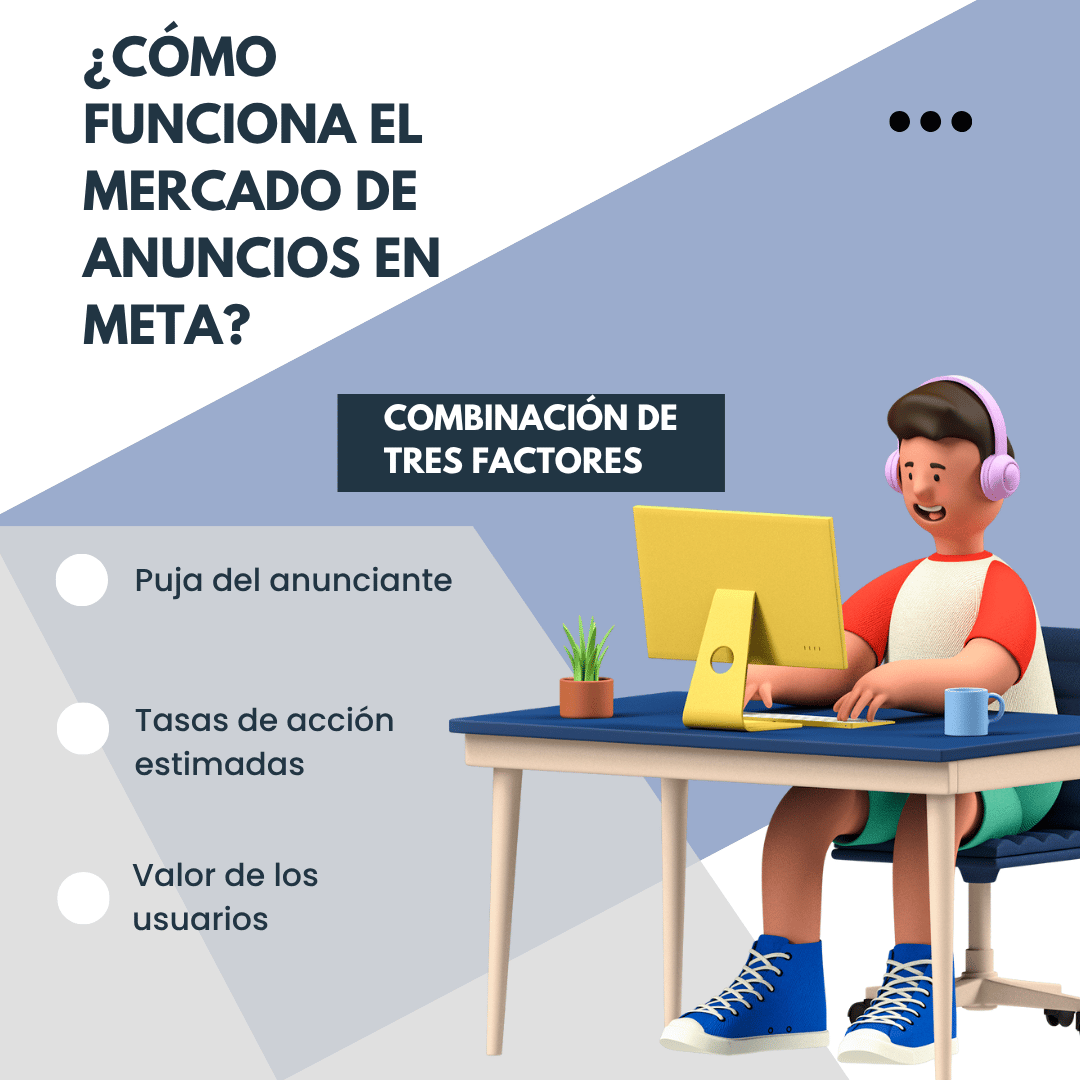 ¿CÓMO
FUNCIONA EL
MERCADO DE
ANUNCIOS EN
META?
COMBINACIÓN DE
TRES FACTORES
Puja del anunciante
Tasas de acción
estimadas
Valor de los
usuarios